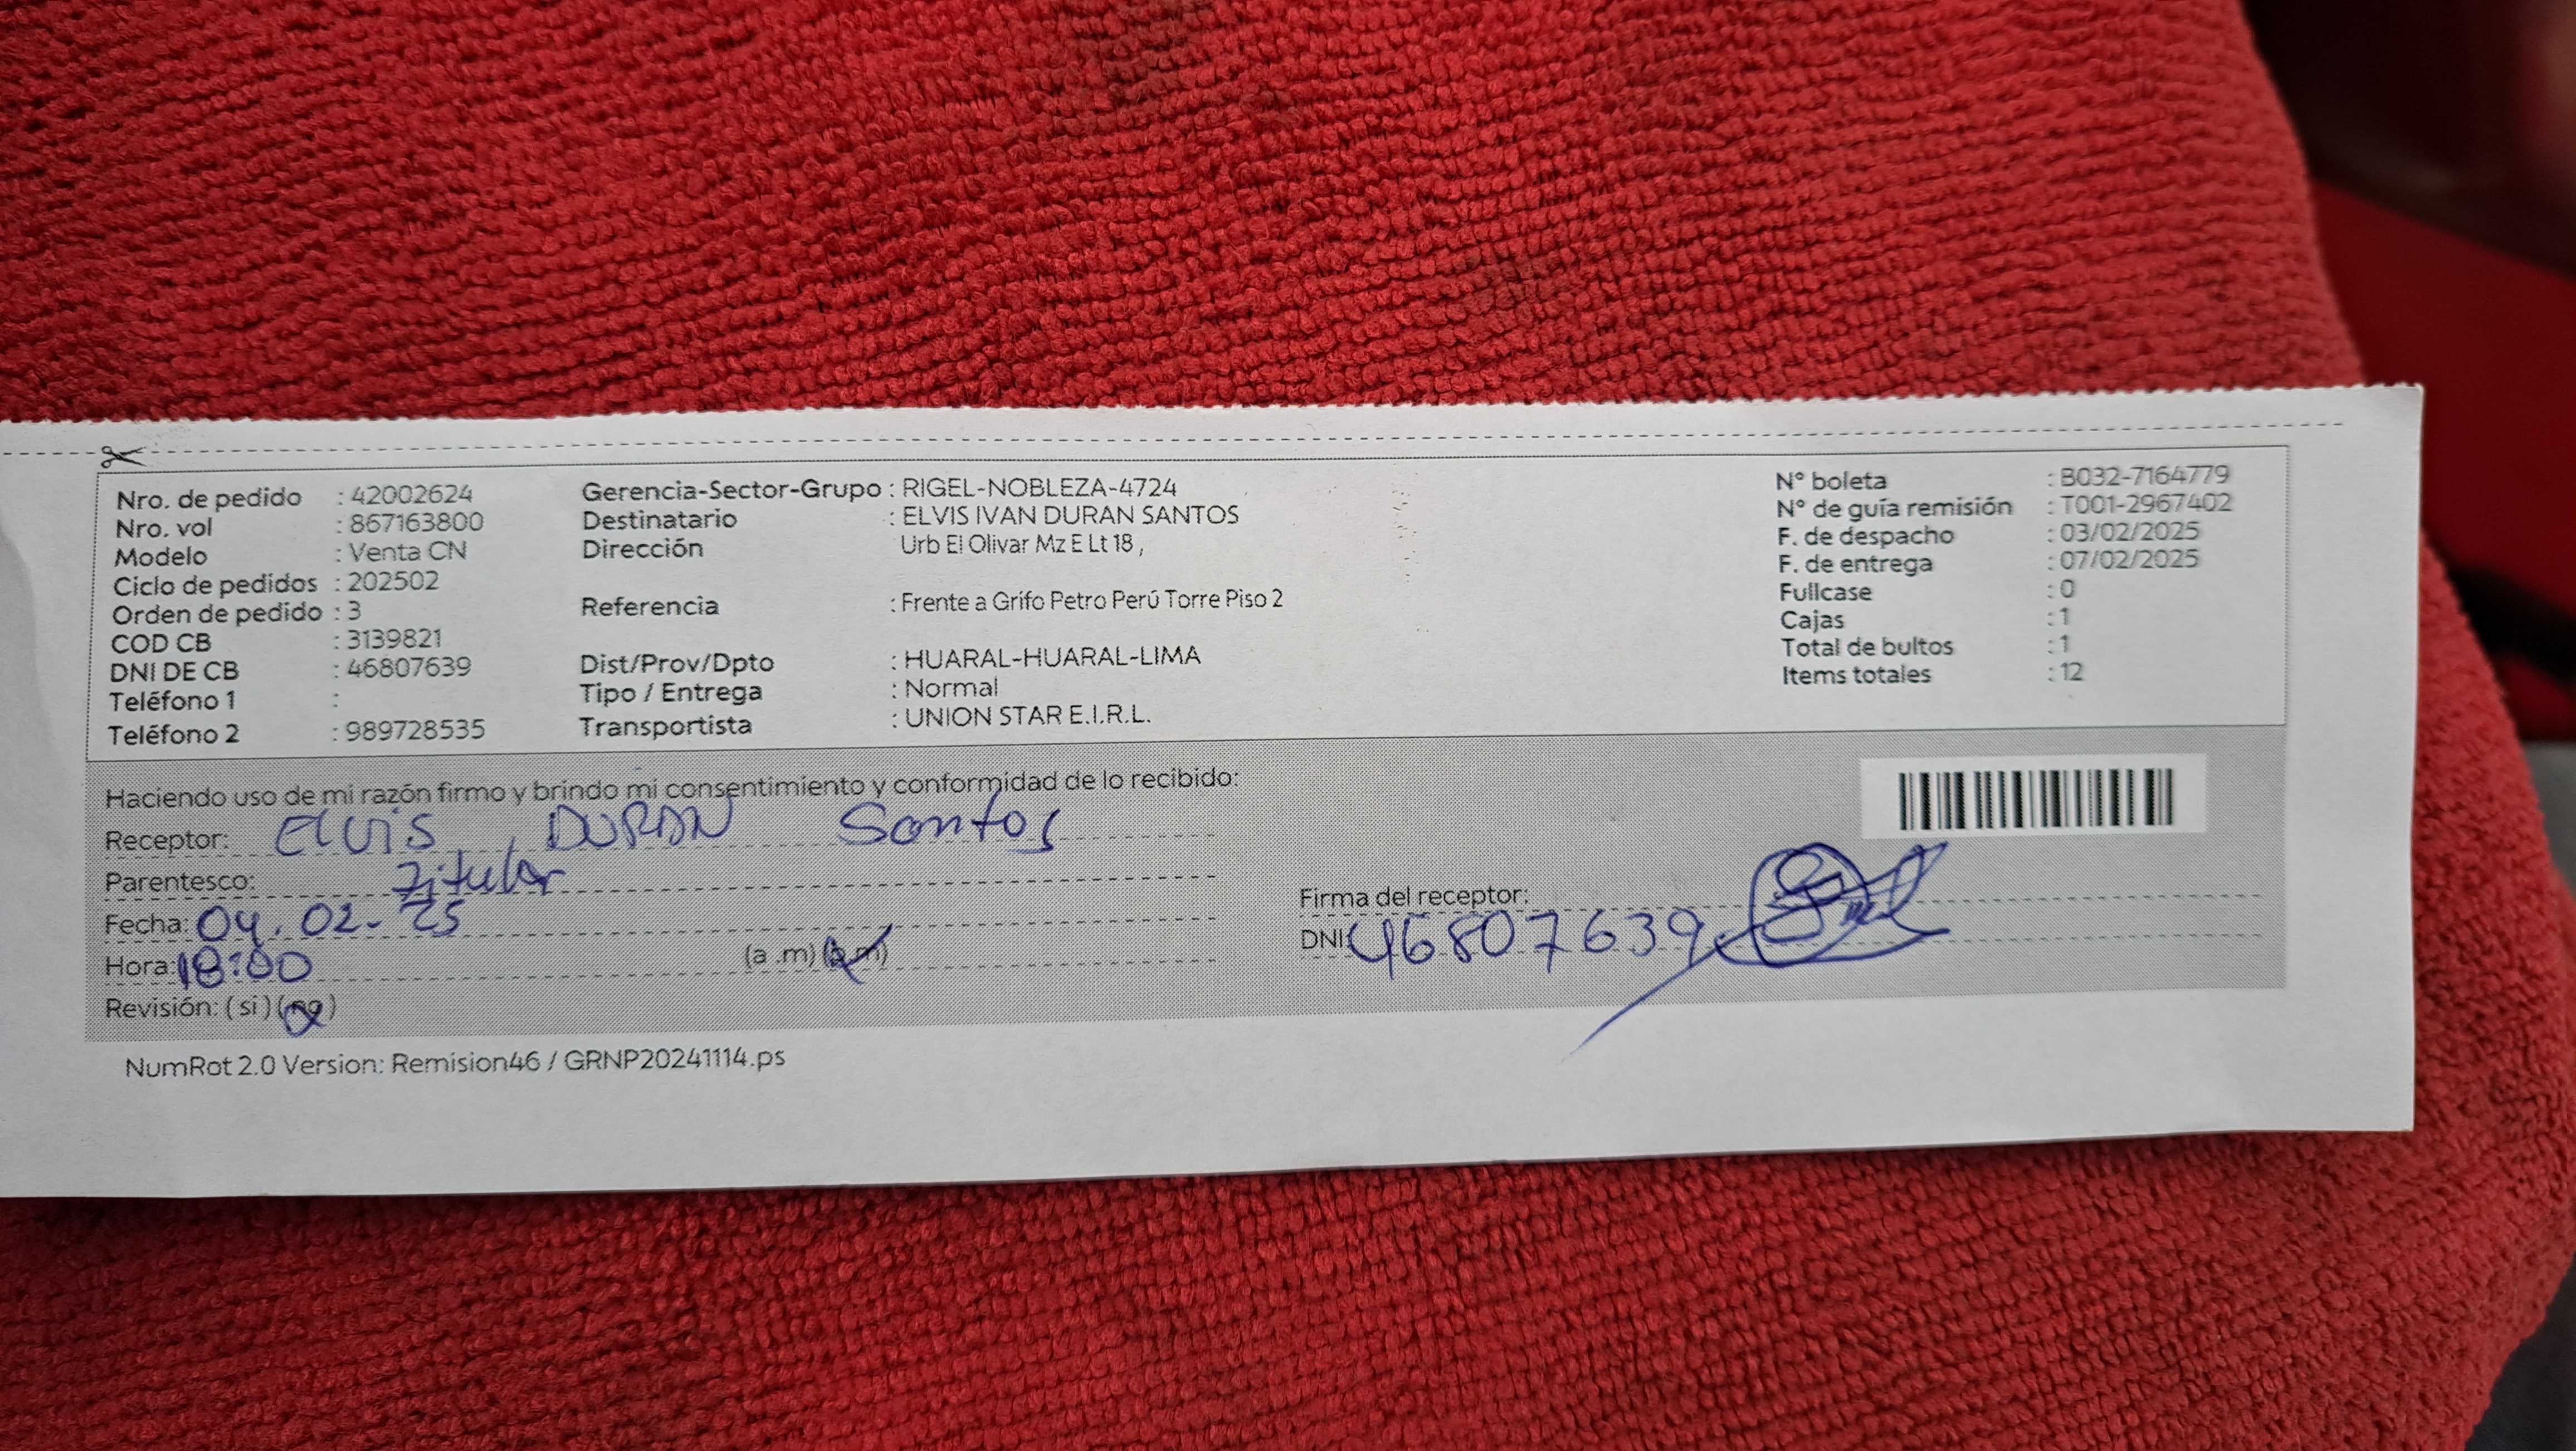 Nro. de pedido : 42002624
Nro. vol : 867163800
Modelo : Venta CN
Ciclo de pedidos : 202502
Orden de pedido : 3
COD CB : 3139821
DNI DE CB : 46807639
Teléfono 1 :
Teléfono 2 : 989728535
Gerencia-Sector-Grupo : RIGEL-NOBLEZA-4724
Destinatario : ELVIS IVAN DURAN SANTOS
Dirección Urb El Olivar Mz E Lt 18 ,
Referencia : Frente a Grifo Petro Perú Torre Piso 2
Dist/Prov/Dpto : HUARAL-HUARAL-LIMA
Tipo / Entrega : Normal
Transportista : UNION STAR E.I.R.L.
N° boleta : B032-7164779
N° de guía remisión : T001-2967402
F. de despacho : 03/02/2025
F. de entrega : 07/02/2025
Fullcase : 0
Cajas : 1
Total de bultos : 1
Items totales : 12
Haciendo uso de mi razón firmo y brindo mi consentimiento y conformidad de lo recibido:
Receptor: Elvis DURAN Santos
Parentesco: Titular
Fecha: 04. 02- 25
Hora: 18:00 (a .m) (p.m)
Revisión: ( si ) ( no )
Firma del receptor:
DNI 46807639
NumRot 2.0 Version: Remision46 / GRNP20241114.ps